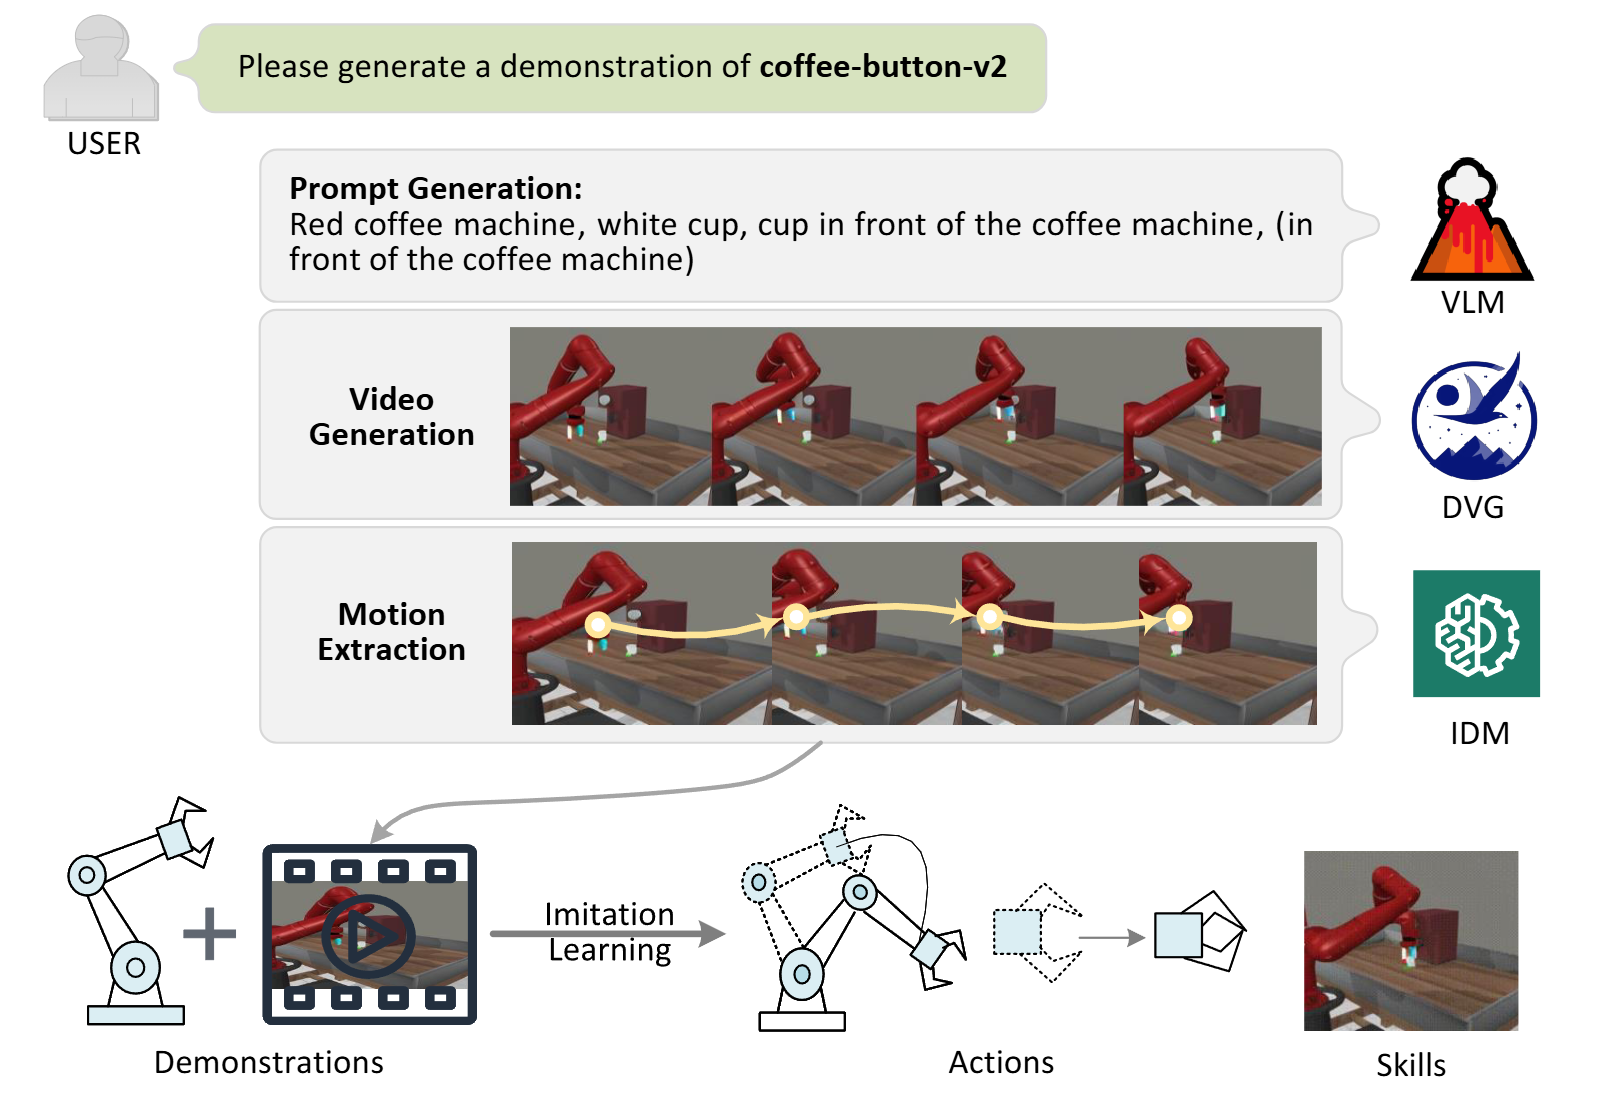 Please generate a demonstration of coffee-button-v2
USER
Prompt Generation:
Red coffee machine, white cup, cup in front of the coffee machine, (in
front of the coffee machine)
VLM
Video
Generation
DVG
Motion
Extraction
IDM
Imitation
Learning
Demonstrations
Actions
Skills